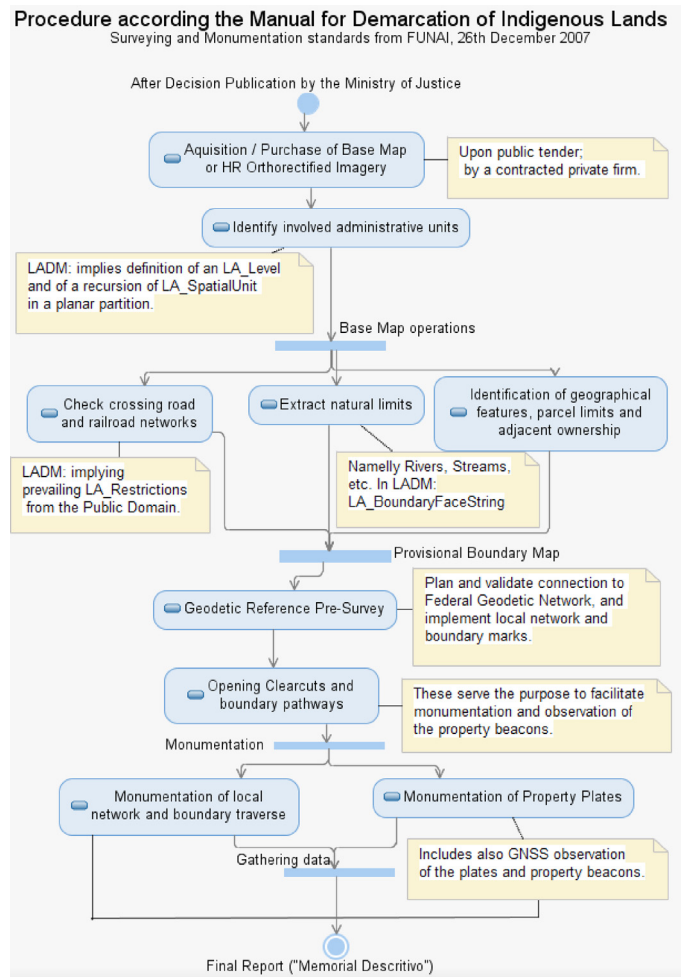 Procedure according the Manual for Demarcation of Indigenous Lands
Surveying and Monumentation standards from FUNAI, 26th December 2007
After Decision Publication by the Ministry of Justice
Aquisition / Purchase of Base Map
or HR Orthorectified Imagery
Upon public tender;
by a contracted private firm.
Identify involved administrative units
LADM: implies definition of an LA_Level
and of a recursion of LA_SpatialUnit
in a planar partition.
Base Map operations
Check crossing road
and railroad networks
Extract natural limits
Identification of geographical
features, parcel limits and
adjacent ownership
LADM: implying
prevailing LA_Restrictions
from the Public Domain.
Namelly Rivers, Streams,
etc. In LADM:
LA_BoundaryFaceString
Provisional Boundary Map
Geodetic Reference Pre-Survey
Plan and validate connection to
Federal Geodetic Network, and
implement local network and
boundary marks.
Opening Clearcuts and
boundary pathways
These serve the purpose to facilitate
monumentation and observation of
the property beacons.
Monumentation
Monumentation of local
network and boundary traverse
Monumentation of Property Plates
Gathering data
Includes also GNSS observation
of the plates and property beacons.
Final Report ("Memorial Descritivo")